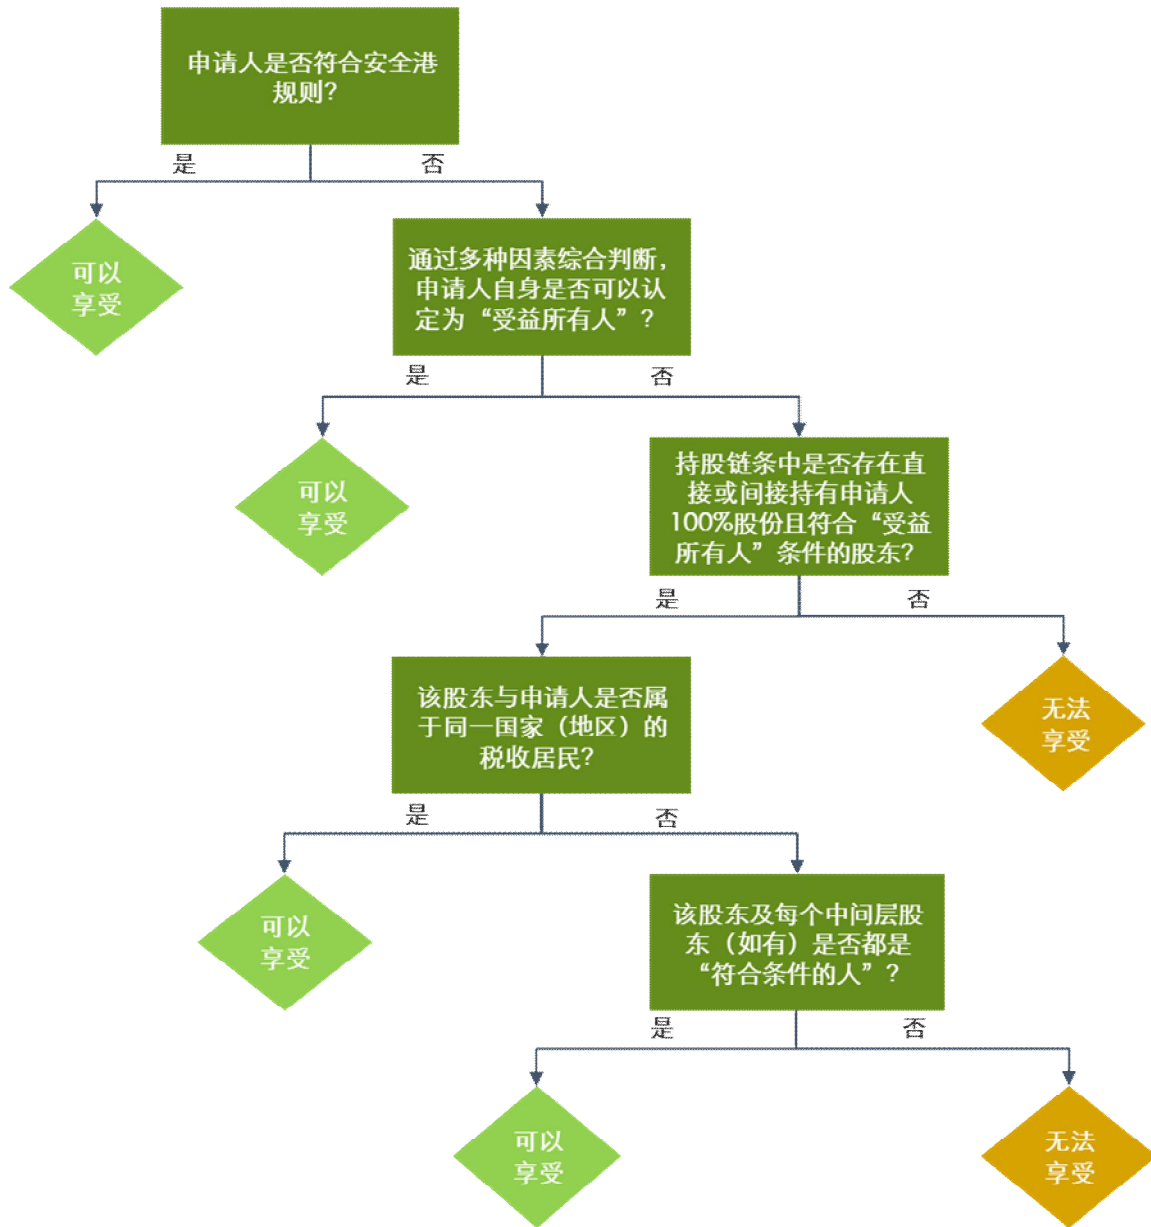 申请人是否符合安全港
规则？
是
否
可以
享受
通过多种因素综合判断，
申请人自身是否可以认
定为“受益所有人”？
是
否
可以
享受
持股链条中是否存在直
接或间接持有申请人
100%股份且符合“受益
所有人”条件的股东？
是
否
该股东与申请人是否属
于同一国家（地区）的
税收居民？
无法
享受
是
否
可以
享受
该股东及每个中间层股
东（如有）是否都是
“符合条件的人”？
是
否
可以
享受
无法
享受